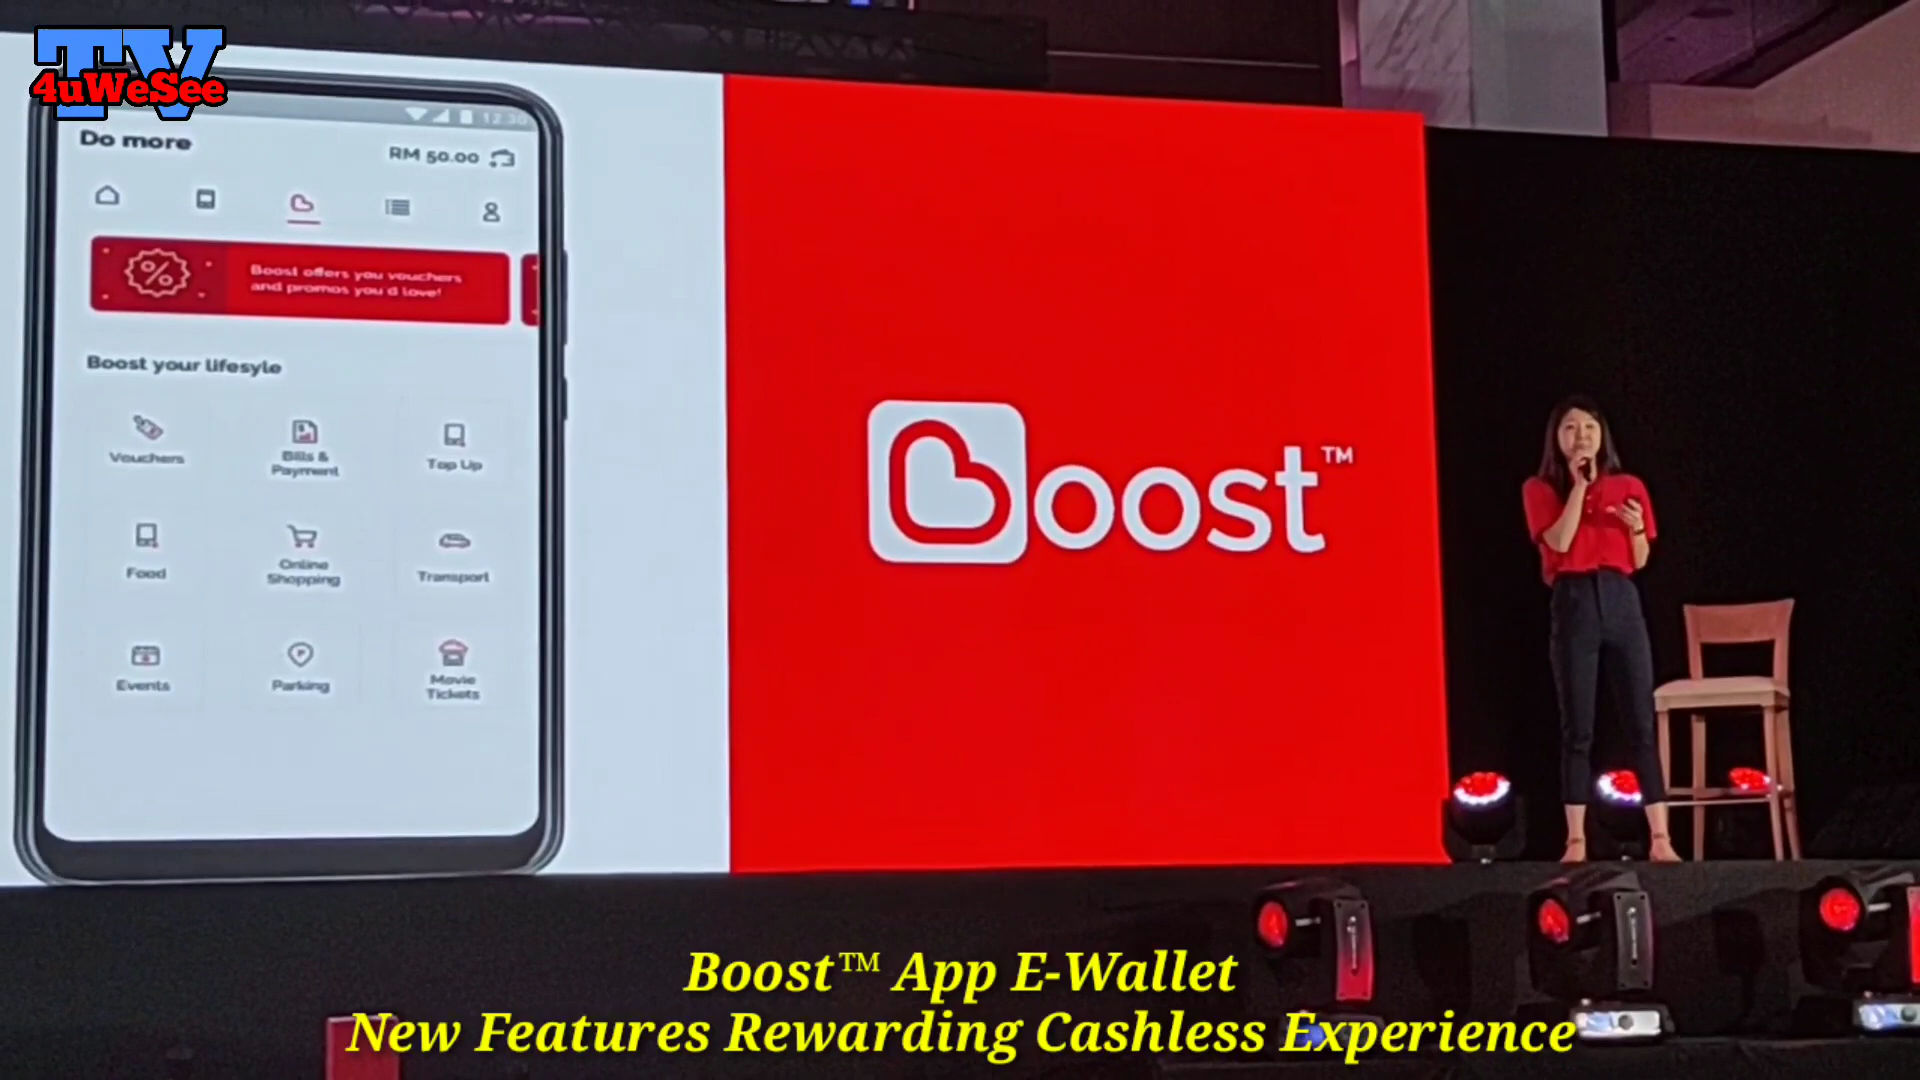 TV
4uWeSee
12:30
Do more
RM 50.00
Boost offers you vouchers
and promos you'd love!
Boost your lifesyle
Vouchers
Bills &
Payment
Top Up
Food
Online
Shopping
Transport
Events
Parking
Movie
Tickets
Boost™
Boost™ App E-Wallet
New Features Rewarding Cashless Experience